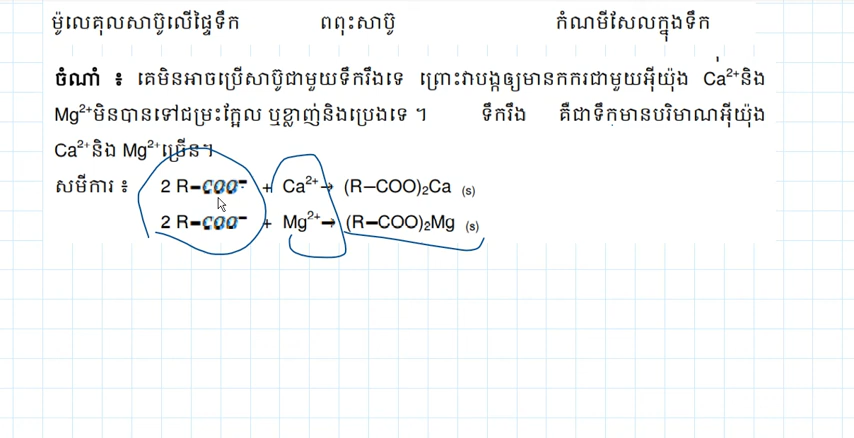 ម៉ូលេគុលសាប៊ូលើផ្ទៃទឹក ពពុះសាប៊ូ កំណមីសែលក្នុងទឹក
ចំណាំ ៖ គេមិនអាចប្រើសាប៊ូជាមួយទឹករឹងទេ ព្រោះវាបង្កឲ្យមានកករជាមួយអ៊ីយ៉ុង Ca²⁺និង
Mg²⁺មិនបានទៅជម្រះក្អែល ឬខ្លាញ់និងប្រេងទេ ។ ទឹករឹង គឺជាទឹកមានបរិមាណអ៊ីយ៉ុង
Ca²⁺និង Mg²⁺ច្រើន។
សមីការ ៖ 2 R–COO⁻ + Ca²⁺→ (R–COO)₂Ca (s)
2 R–COO⁻ + Mg²⁺→ (R–COO)₂Mg (s)